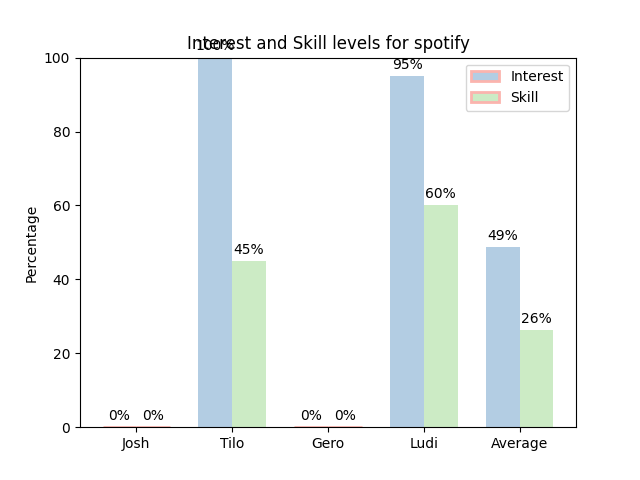 Interest and Skill levels for spotify
100%
95%
Interest
Skill
60%
49%
45%
26%
0% 0%
0% 0%
100
80
60
40
20
0
Percentage
Josh Tilo Gero Ludi Average